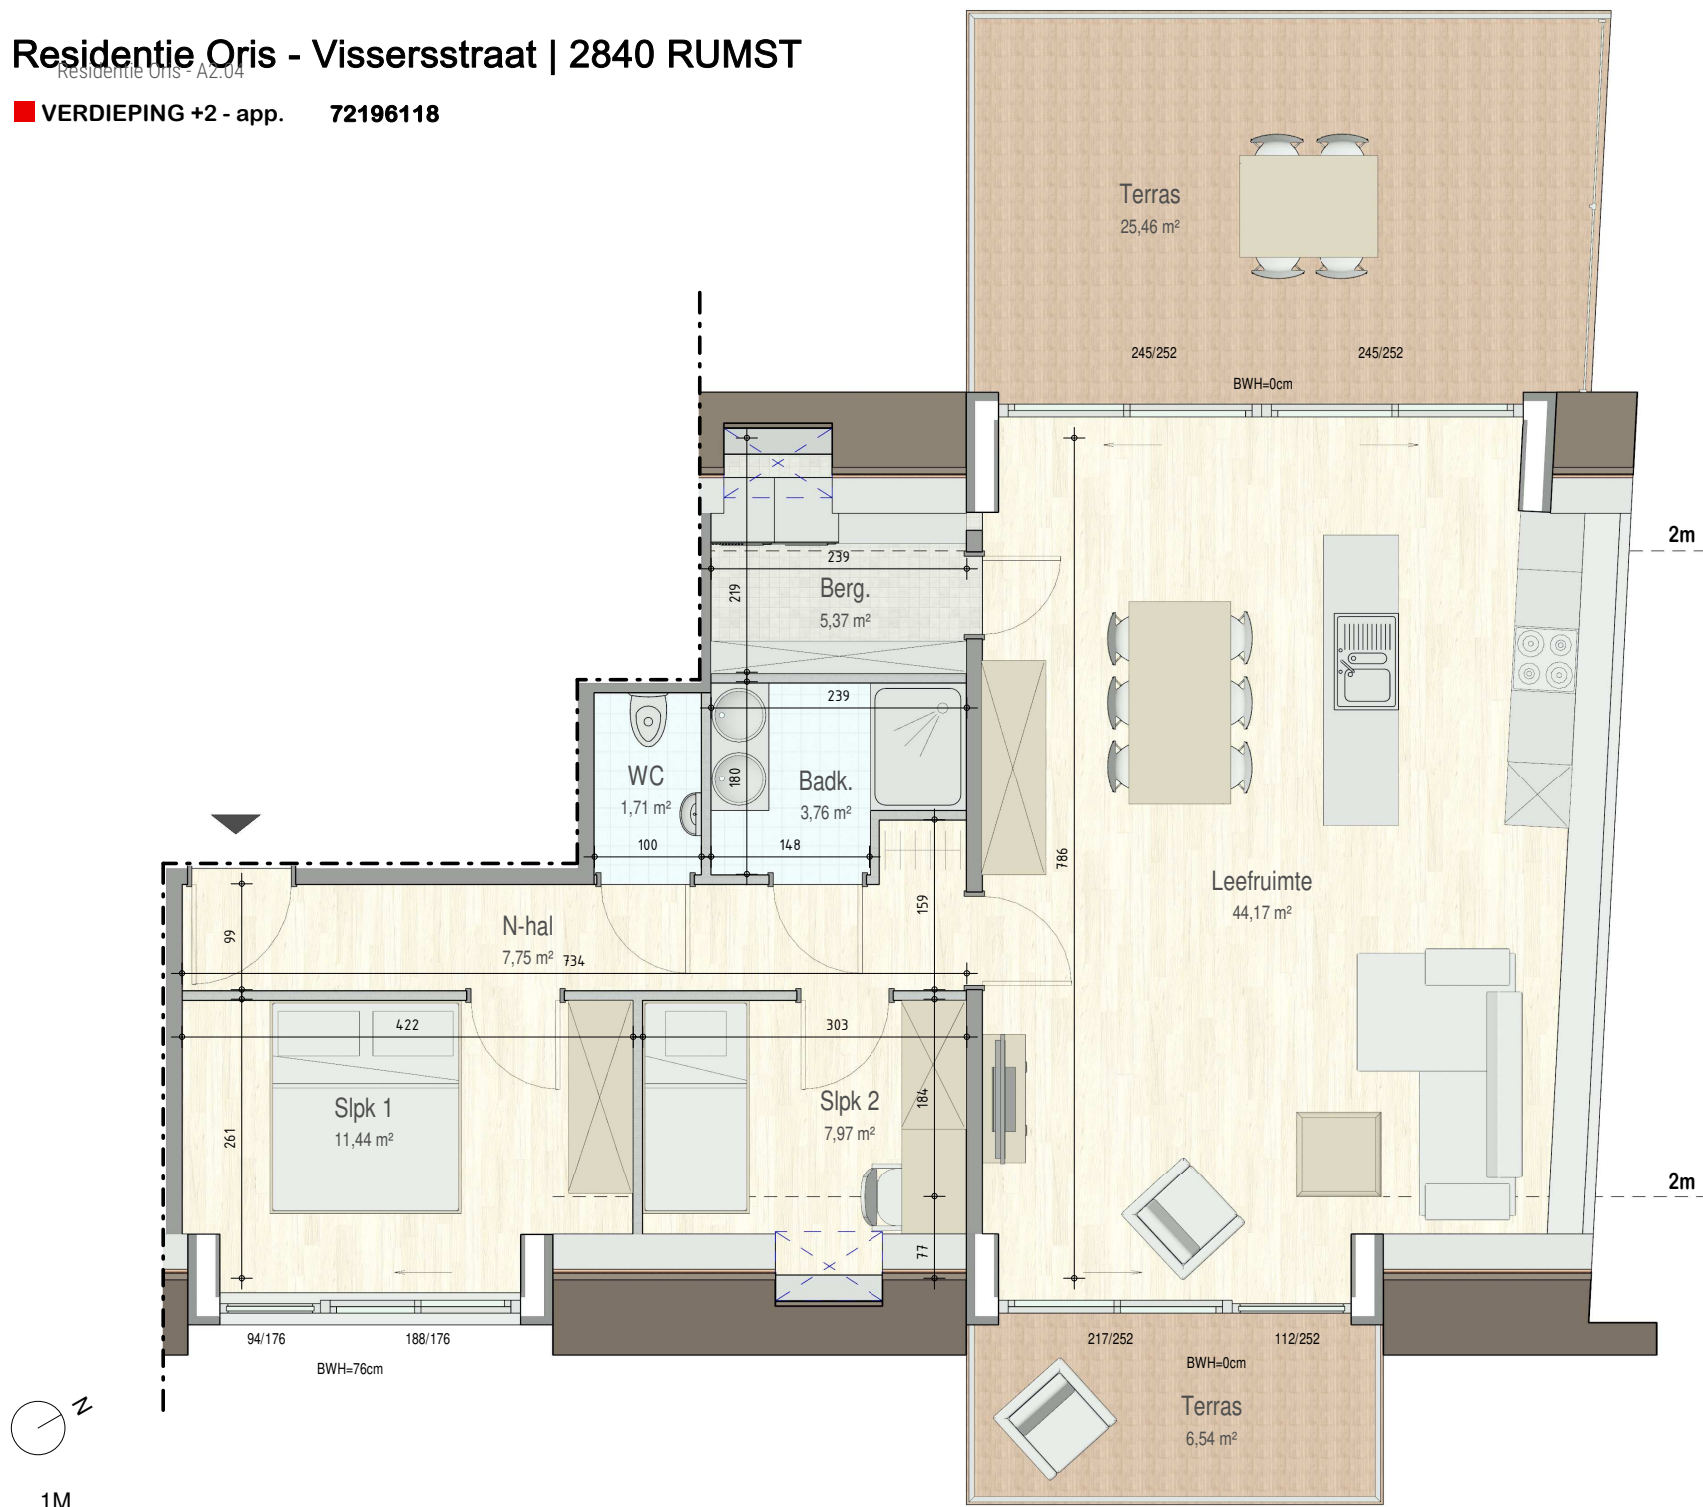 Residentie Oris - Vissersstraat | 2840 RUMST
Residentie Oris - A2.04
VERDIEPING +2 - app. 72196118
Terras
25,46 m²
245/252 245/252
BWH=0cm
2m
239
Berg.
219
5,37 m²
239
WC
180
Badk.
1,71 m²
3,76 m²
100
148
786
Leefruimte
44,17 m²
159
N-hal
99
7,75 m²
734
422
303
Slpk 1
11,44 m²
261
Slpk 2
184
7,97 m²
2m
77
94/176 188/176
BWH=76cm
217/252 112/252
BWH=0cm
Terras
6,54 m²
N
1M